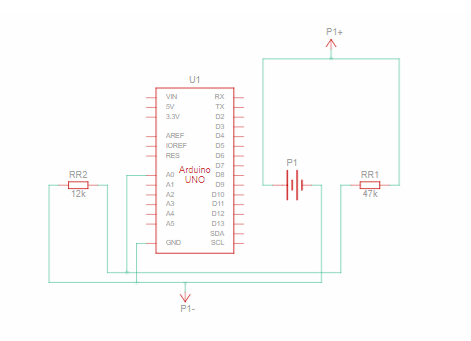 P1+
U1
VIN
5V
3.3V
AREF
IOREF
RES
A0
A1
A2
A3
A4
A5
GND
Arduino
UNO
RX
TX
D2
D3
D4
D5
D6
D7
D8
D9
D10
D11
D12
D13
SDA
SCL
RR2
12k
P1
RR1
47k
P1-